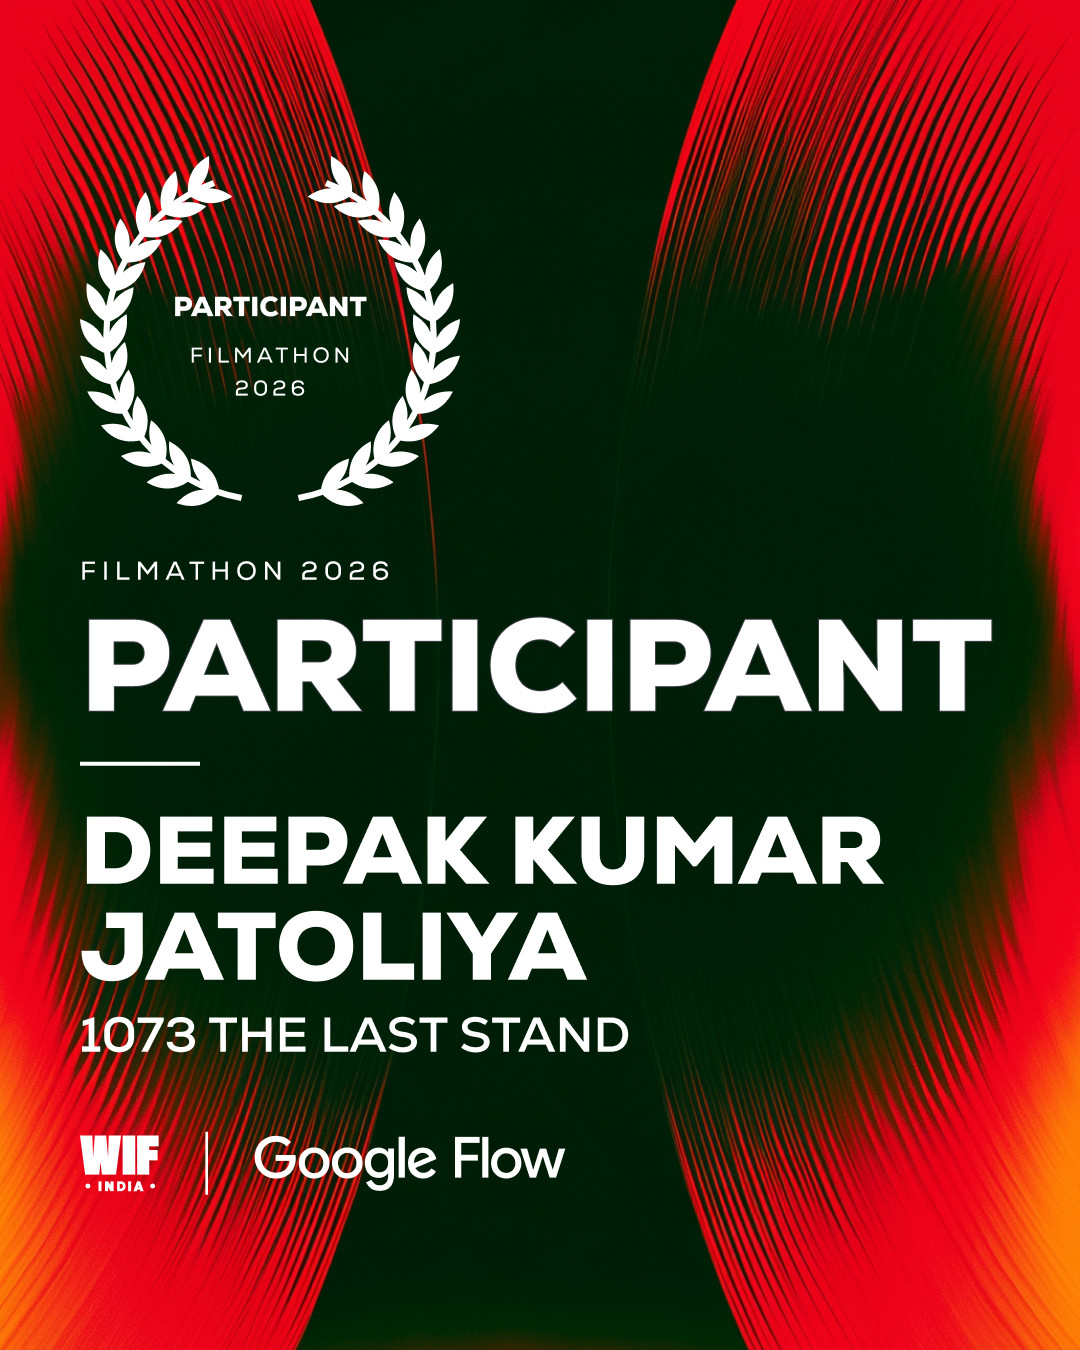 PARTICIPANT
FILMATHON
2026
FILMATHON 2026
PARTICIPANT
DEEPAK KUMAR
JATOLIYA
1073 THE LAST STAND
WIF
• INDIA •
Google Flow